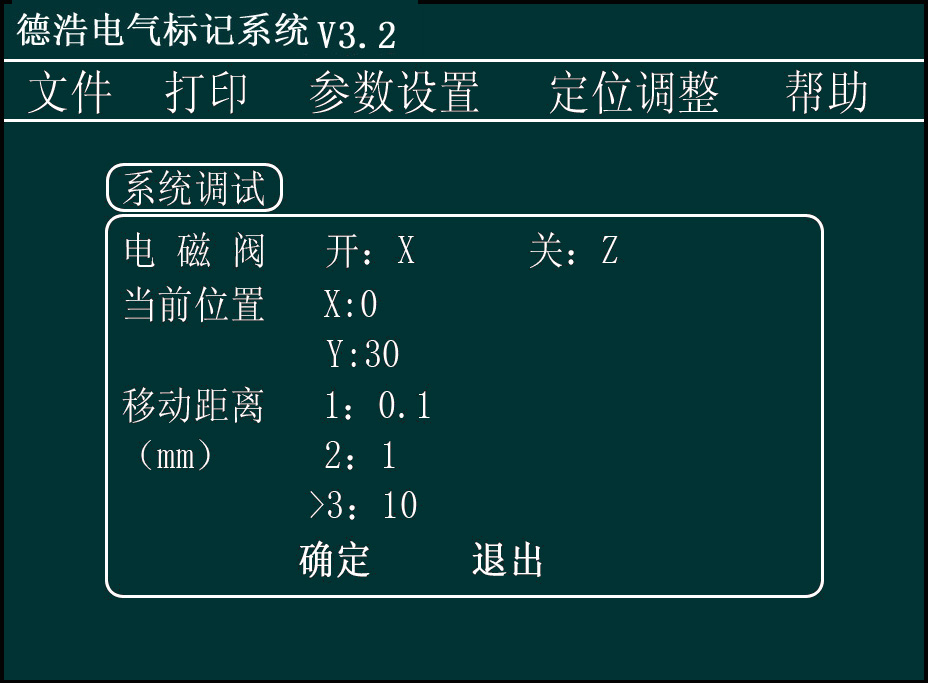 德浩电气标记系统 V3.2
文件 打印 参数设置 定位调整 帮助
系统调试
电 磁 阀 开：X 关：Z
当前位置 X:0
Y:30
移动距离 1：0.1
（mm） 2：1
>3：10
确定 退出